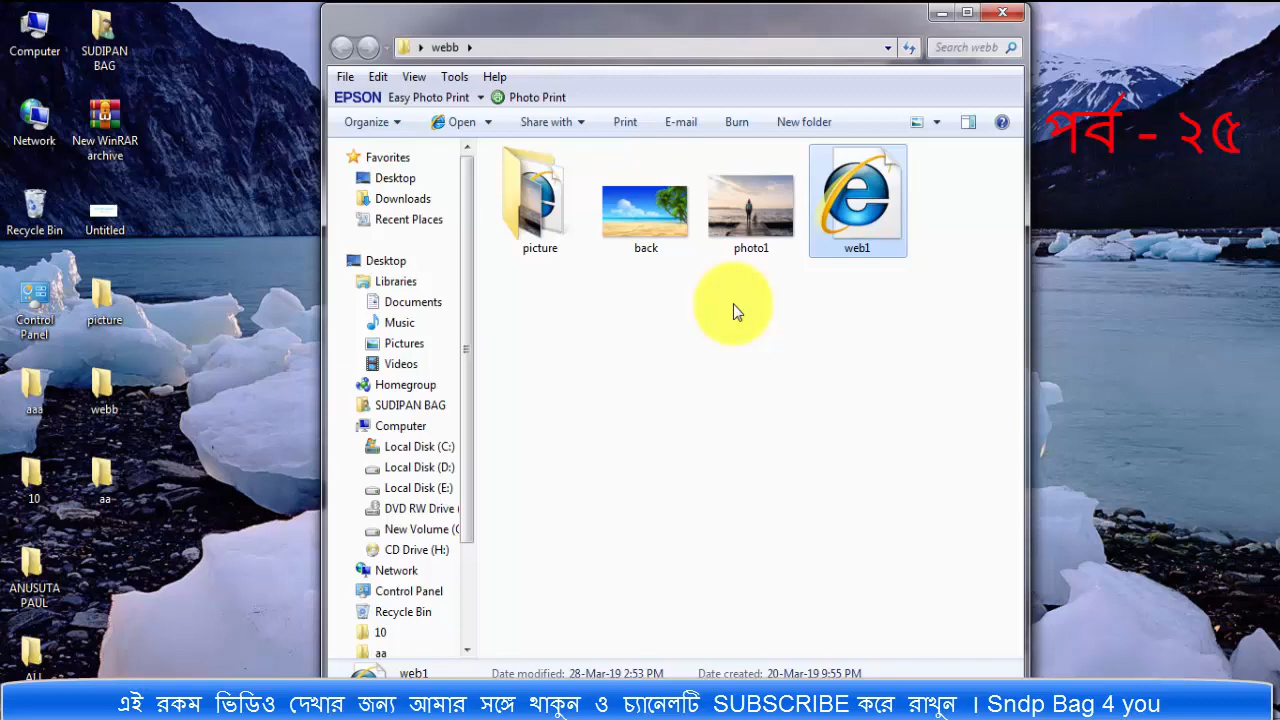 Computer
SUDIPAN BAG
Network
New WinRAR archive
Recycle Bin
Untitled
Control Panel
picture
aaa
webb
10
aa
ANUSUTA PAUL
webb
Search webb
File Edit View Tools Help
EPSON Easy Photo Print Photo Print
Organize Open Share with Print E-mail Burn New folder
Favorites
Desktop
Downloads
Recent Places
Desktop
Libraries
Documents
Music
Pictures
Videos
Homegroup
SUDIPAN BAG
Computer
Local Disk (C:)
Local Disk (D:)
Local Disk (E:)
DVD RW Drive (
New Volume (
CD Drive (H:)
Network
Control Panel
Recycle Bin
10
aa
picture
back
photo1
web1
web1 Date modified: 28-Mar-19 2:53 PM Date created: 20-Mar-19 9:55 PM
পর্ব - ২৫
এই রকম ভিডিও দেখার জন্য আমার সঙ্গে থাকুন ও চ্যানেলটি SUBSCRIBE করে রাখুন । Sndp Bag 4 you